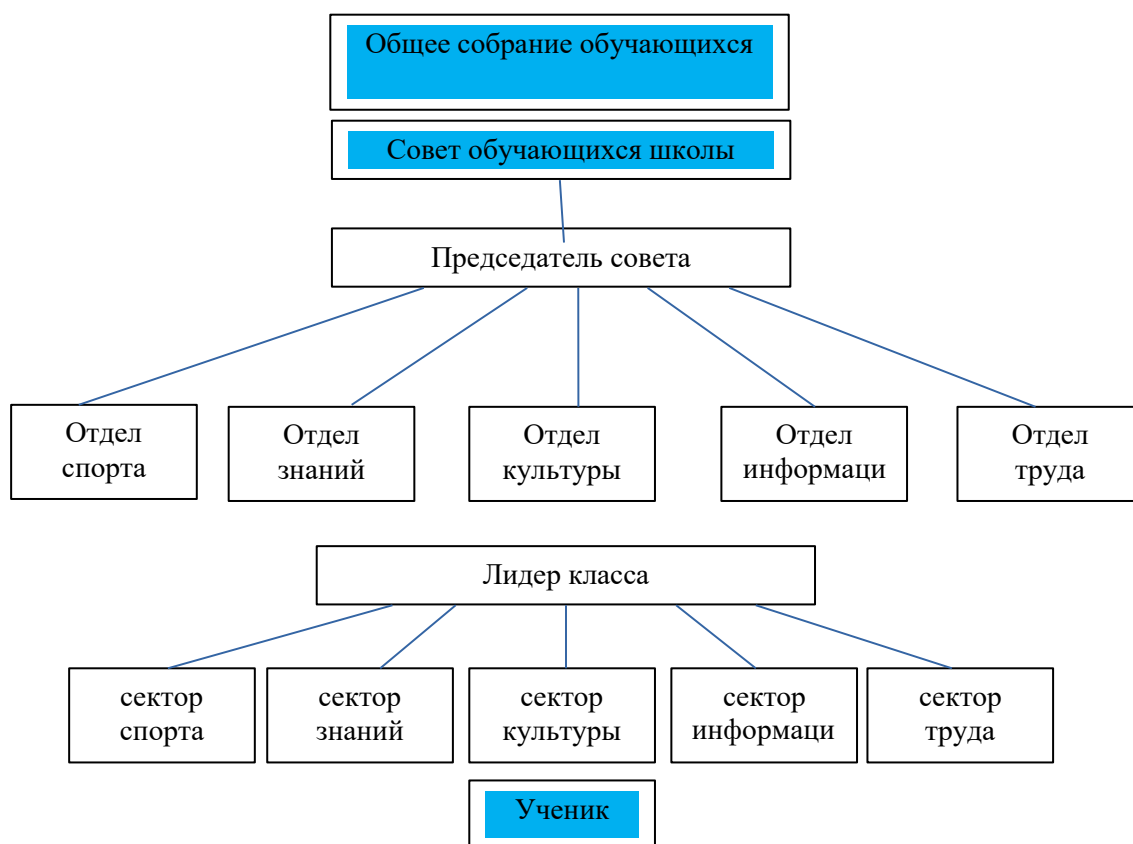 Общее собрание обучающихся
Совет обучающихся школы
Председатель совета
Отдел
спорта
Отдел
знаний
Отдел
культуры
Отдел
информаци
Отдел
труда
Лидер класса
сектор
спорта
сектор
знаний
сектор
культуры
сектор
информаци
сектор
труда
Ученик